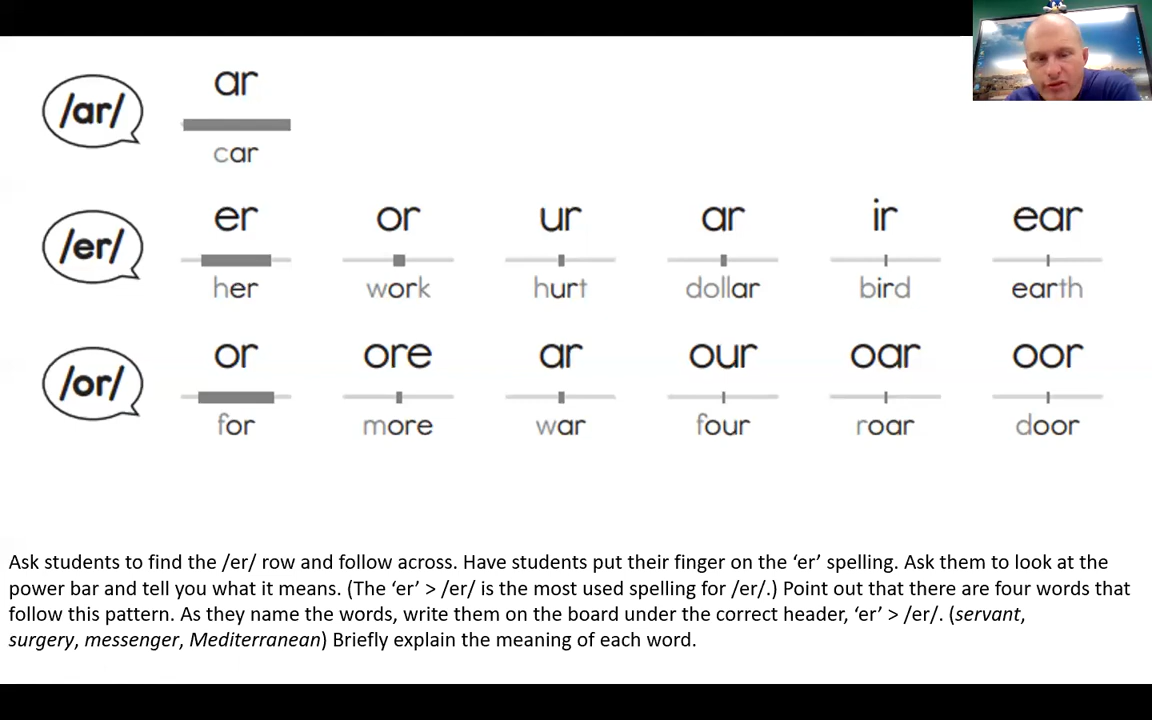 /ar/ ar
car
/er/ er or ur ar ir ear
her work hurt dollar bird earth
/or/ or ore ar our oar oor
for more war four roar door
Ask students to find the /er/ row and follow across. Have students put their finger on the ‘er’ spelling. Ask them to look at the
power bar and tell you what it means. (The ‘er’ > /er/ is the most used spelling for /er/.) Point out that there are four words that
follow this pattern. As they name the words, write them on the board under the correct header, ‘er’ > /er/. (servant,
surgery, messenger, Mediterranean) Briefly explain the meaning of each word.